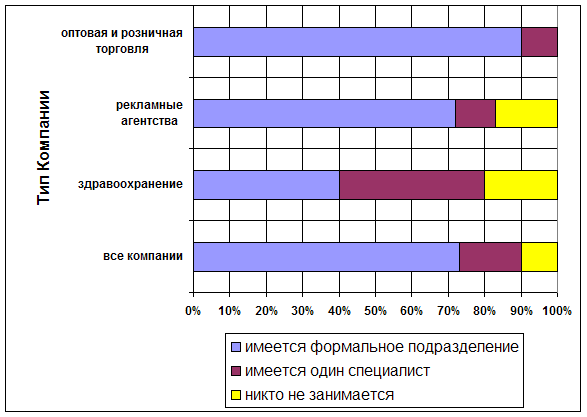 оптовая и розничная
торговля
рекламные
агентства
здравоохранение
все компании
Тип Компании
0% 10% 20% 30% 40% 50% 60% 70% 80% 90% 100%
имеется формальное подразделение
имеется один специалист
никто не занимается